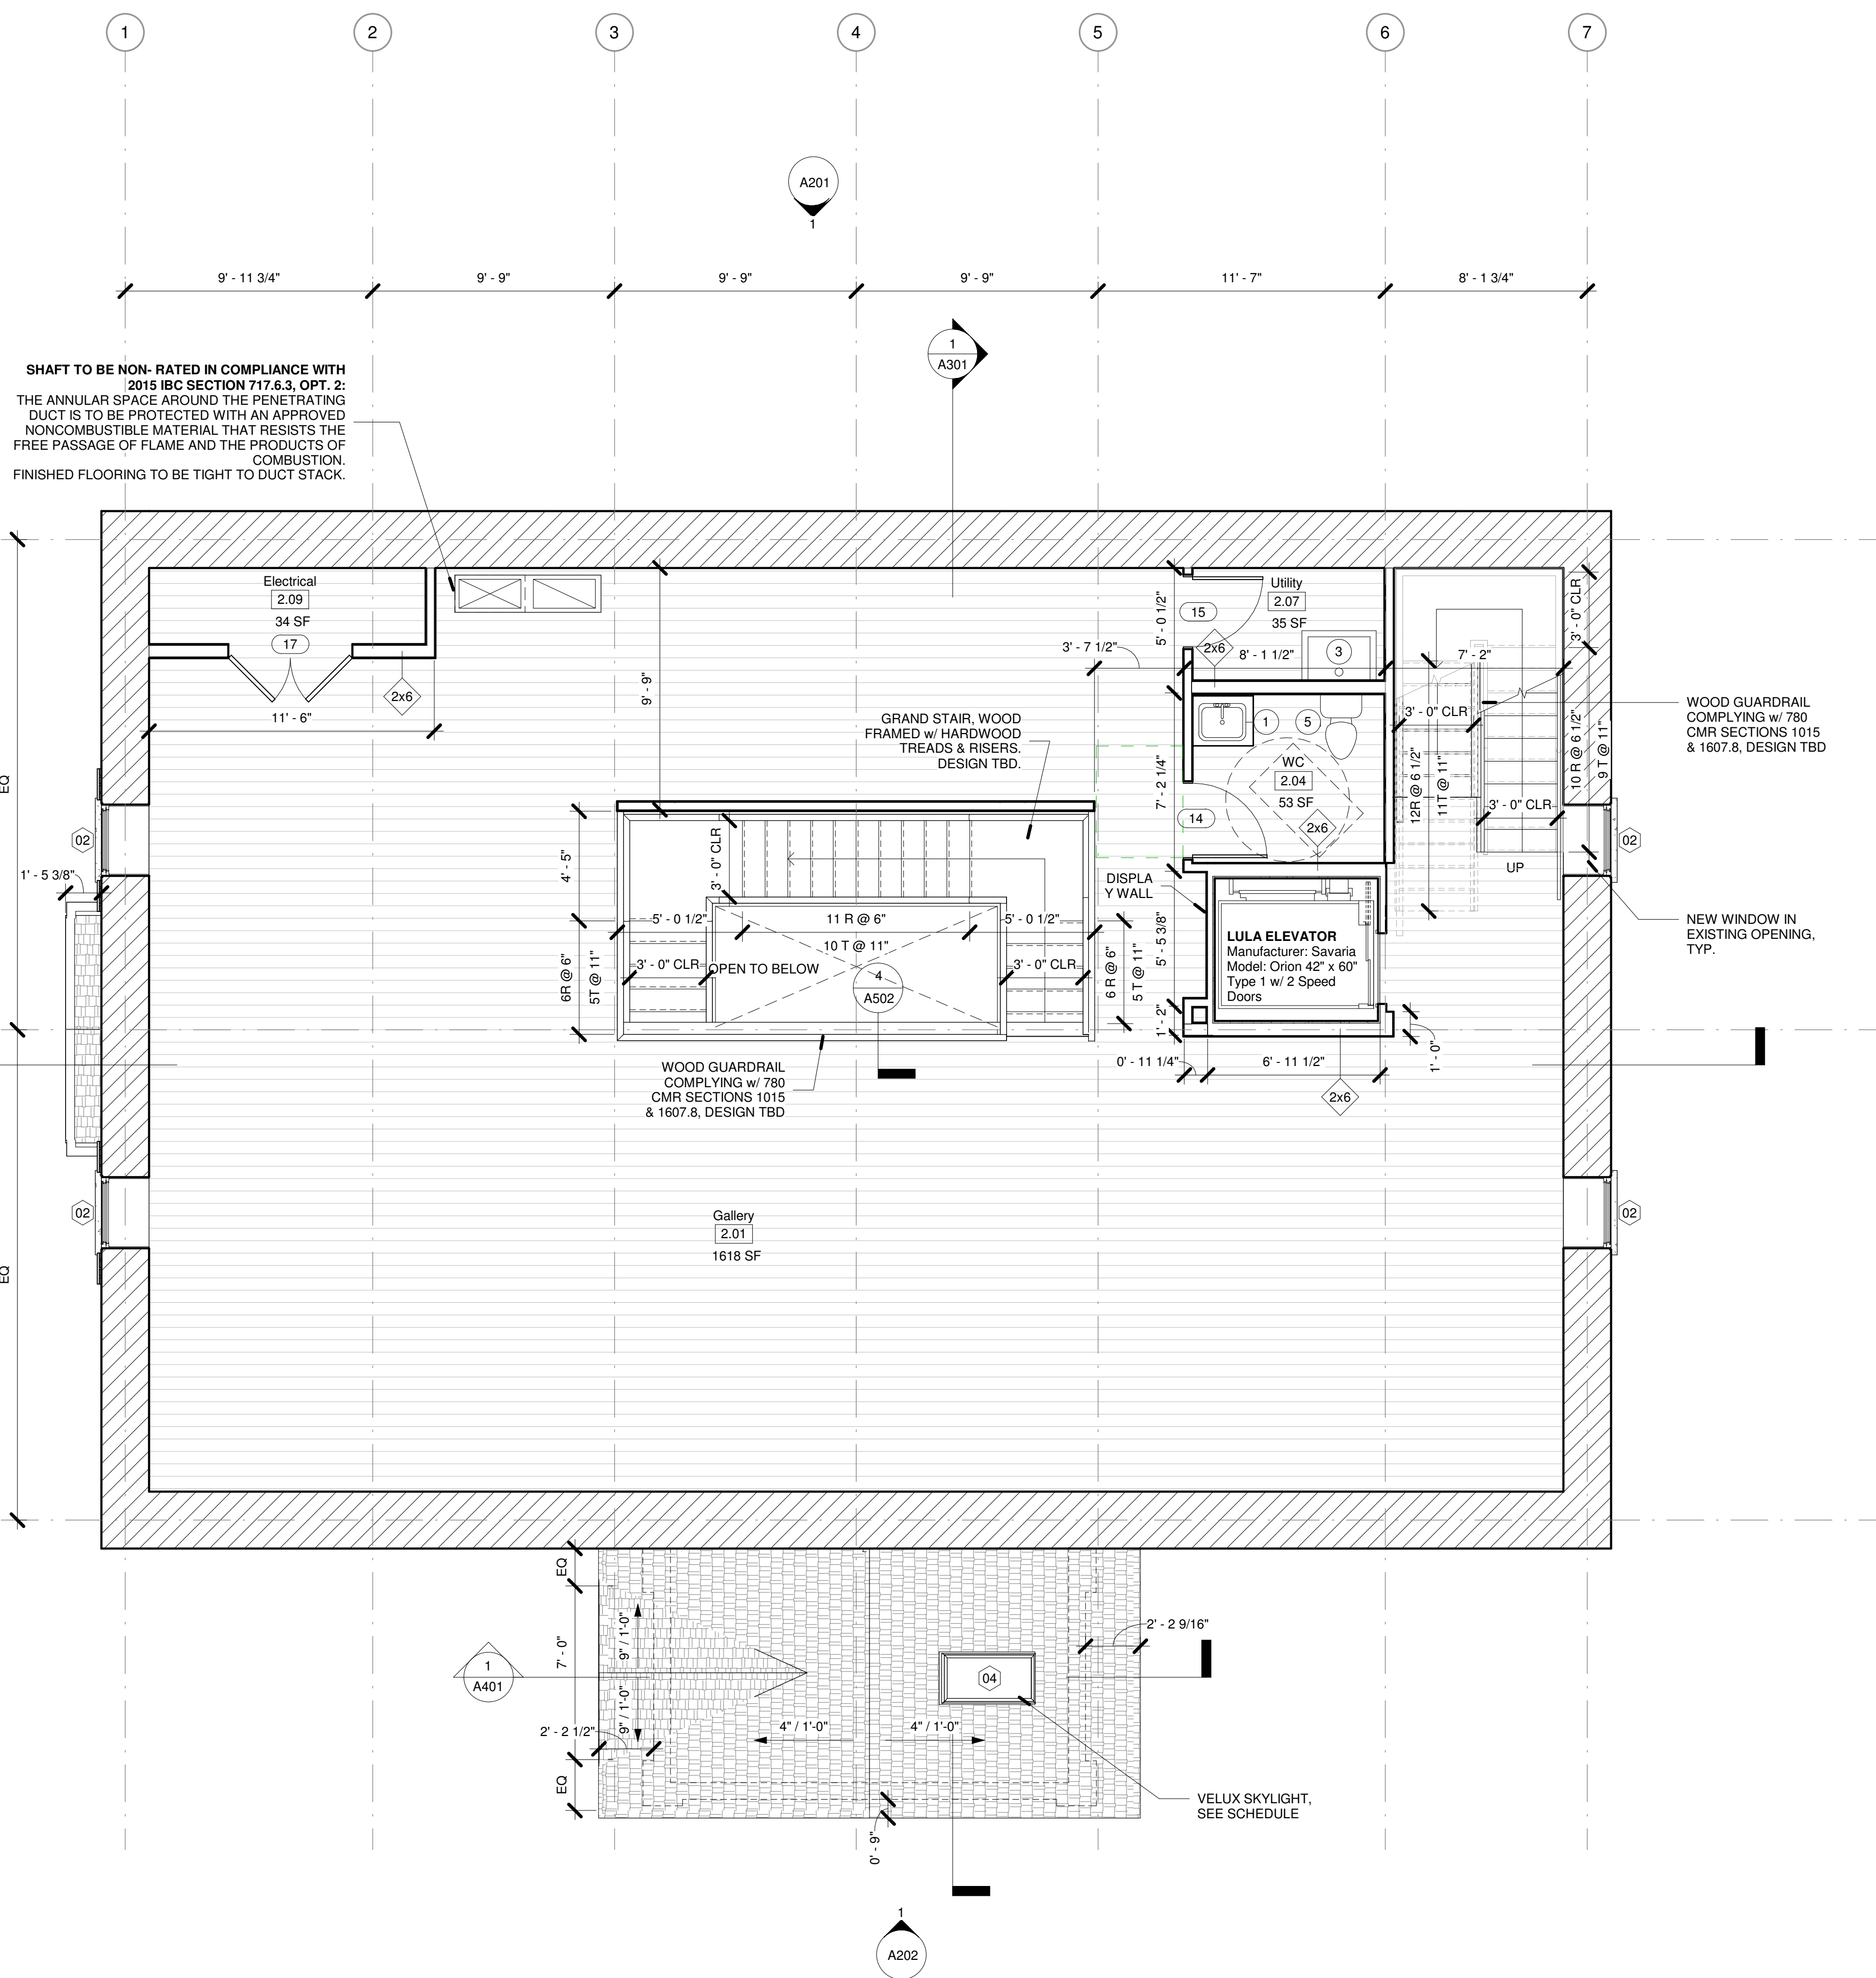 1
2
3
4
5
6
7
A201
1
9' - 11 3/4"
9' - 9"
9' - 9"
9' - 9"
11' - 7"
8' - 1 3/4"
1
A301
SHAFT TO BE NON- RATED IN COMPLIANCE WITH
2015 IBC SECTION 717.6.3, OPT. 2:
THE ANNULAR SPACE AROUND THE PENETRATING
DUCT IS TO BE PROTECTED WITH AN APPROVED
NONCOMBUSTIBLE MATERIAL THAT RESISTS THE
FREE PASSAGE OF FLAME AND THE PRODUCTS OF
COMBUSTION.
FINISHED FLOORING TO BE TIGHT TO DUCT STACK.
Electrical
2.09
34 SF
17
2x6
11' - 6"
9' - 9"
EQ
Utility
2.07
35 SF
15
5' - 0 1/2"
3' - 7 1/2"
2x6
8' - 1 1/2"
3
7' - 2"
3' - 0" CLR
GRAND STAIR, WOOD
FRAMED w/ HARDWOOD
TREADS & RISERS.
DESIGN TBD.
1
5
WC
2.04
53 SF
2x6
14
7' - 2 1/4"
3' - 0" CLR
12R @ 6 1/2"
11T @ 11"
3' - 0" CLR
10 R @ 6 1/2"
9 T @ 11"
UP
WOOD GUARDRAIL
COMPLYING w/ 780
CMR SECTIONS 1015
& 1607.8, DESIGN TBD
02
02
1' - 5 3/8"
4' - 5"
3' - 0" CLR
5' - 0 1/2"
11 R @ 6"
5' - 0 1/2"
10 T @ 11"
6R @ 6"
5T @ 11"
3' - 0" CLR
OPEN TO BELOW
4
A502
3' - 0" CLR
6 R @ 6"
5 T @ 11"
DISPLA
Y WALL
5' - 5 3/8"
1' - 2"
LULA ELEVATOR
Manufacturer: Savaria
Model: Orion 42" x 60"
Type 1 w/ 2 Speed
Doors
NEW WINDOW IN
EXISTING OPENING,
TYP.
0' - 11 1/4"
6' - 11 1/2"
1' - 0"
2x6
WOOD GUARDRAIL
COMPLYING w/ 780
CMR SECTIONS 1015
& 1607.8, DESIGN TBD
02
02
Gallery
2.01
1618 SF
EQ
EQ
7' - 0"
EQ
9" / 1'-0"
9" / 1'-0"
2' - 2 9/16"
1
A401
04
2' - 2 1/2"
4" / 1'-0"
4" / 1'-0"
0' - 9"
VELUX SKYLIGHT,
SEE SCHEDULE
1
A202